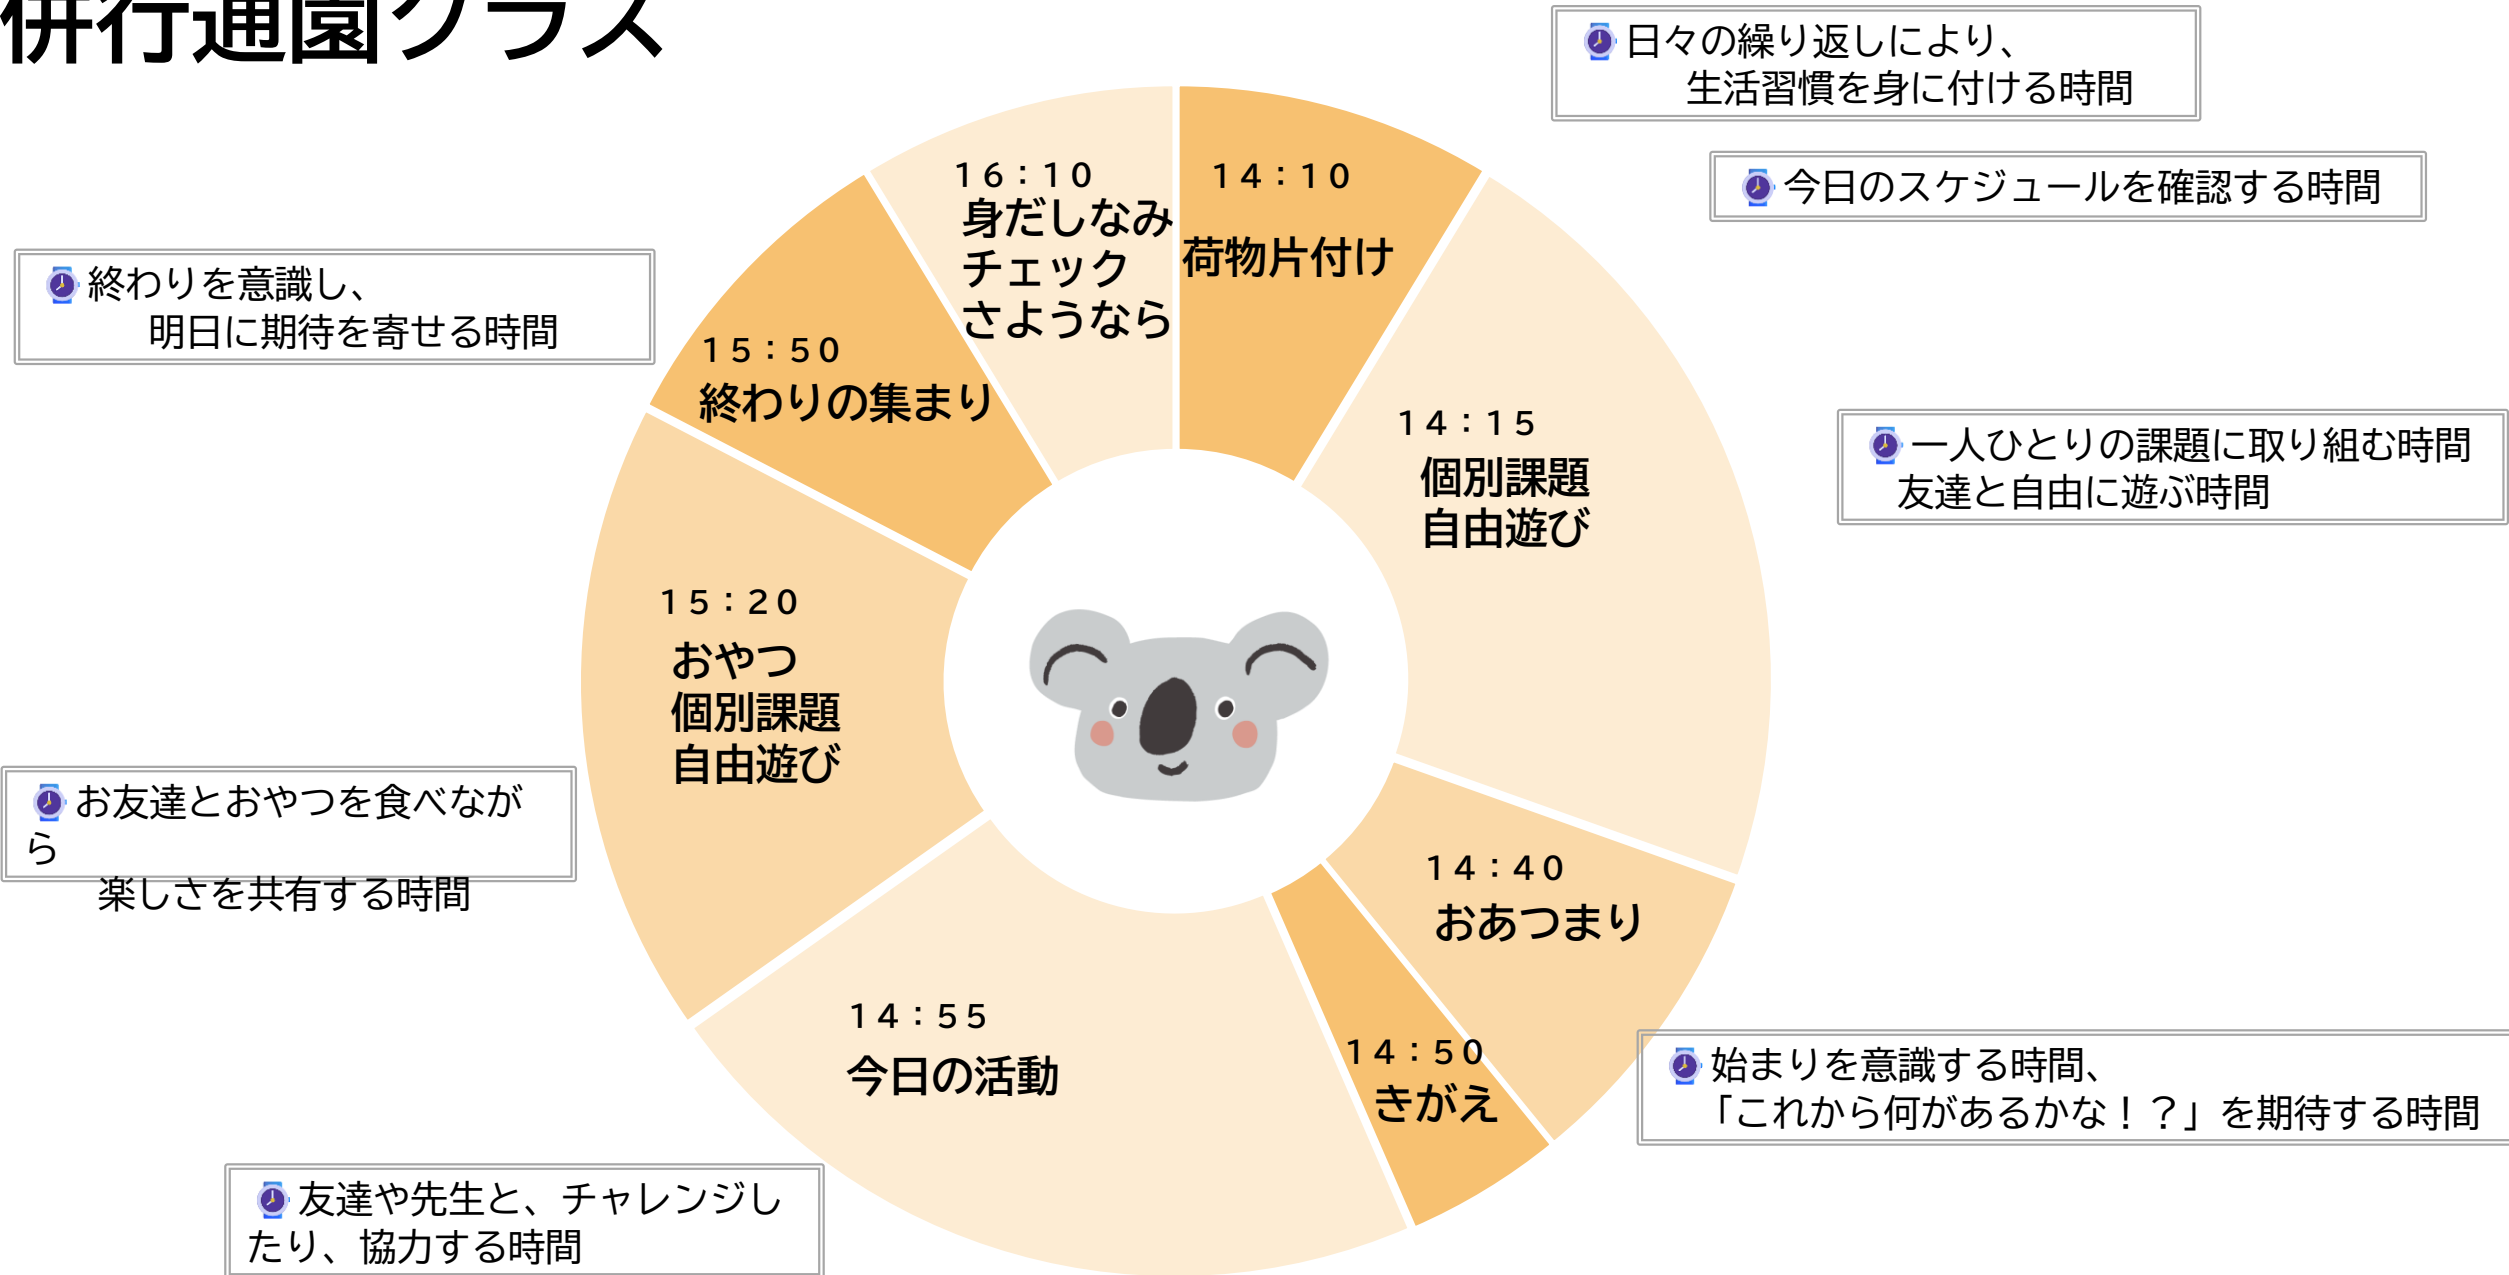 併行通園クラス
日々の繰り返しにより、
生活習慣を身に付ける時間
今日のスケジュールを確認する時間
14：10
荷物片付け
14：15
個別課題
自由遊び
一人ひとりの課題に取り組む時間
友達と自由に遊ぶ時間
14：40
おあつまり
始まりを意識する時間、
「これから何があるかな！？」を期待する時間
14：50
きがえ
14：55
今日の活動
友達や先生と、チャレンジし
たり、協力する時間
15：20
おやつ
個別課題
自由遊び
お友達とおやつを食べなが
ら
楽しさを共有する時間
15：50
終わりの集まり
終わりを意識し、
明日に期待を寄せる時間
16：10
身だしなみ
チェック
さようなら